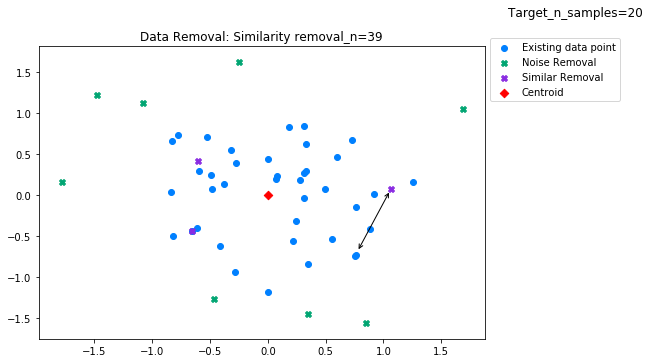 Target_n_samples=20
Data Removal: Similarity removal_n=39
Existing data point
Noise Removal
Similar Removal
Centroid
1.5
1.0
0.5
0.0
−0.5
−1.0
−1.5
−1.5 −1.0 −0.5 0.0 0.5 1.0 1.5